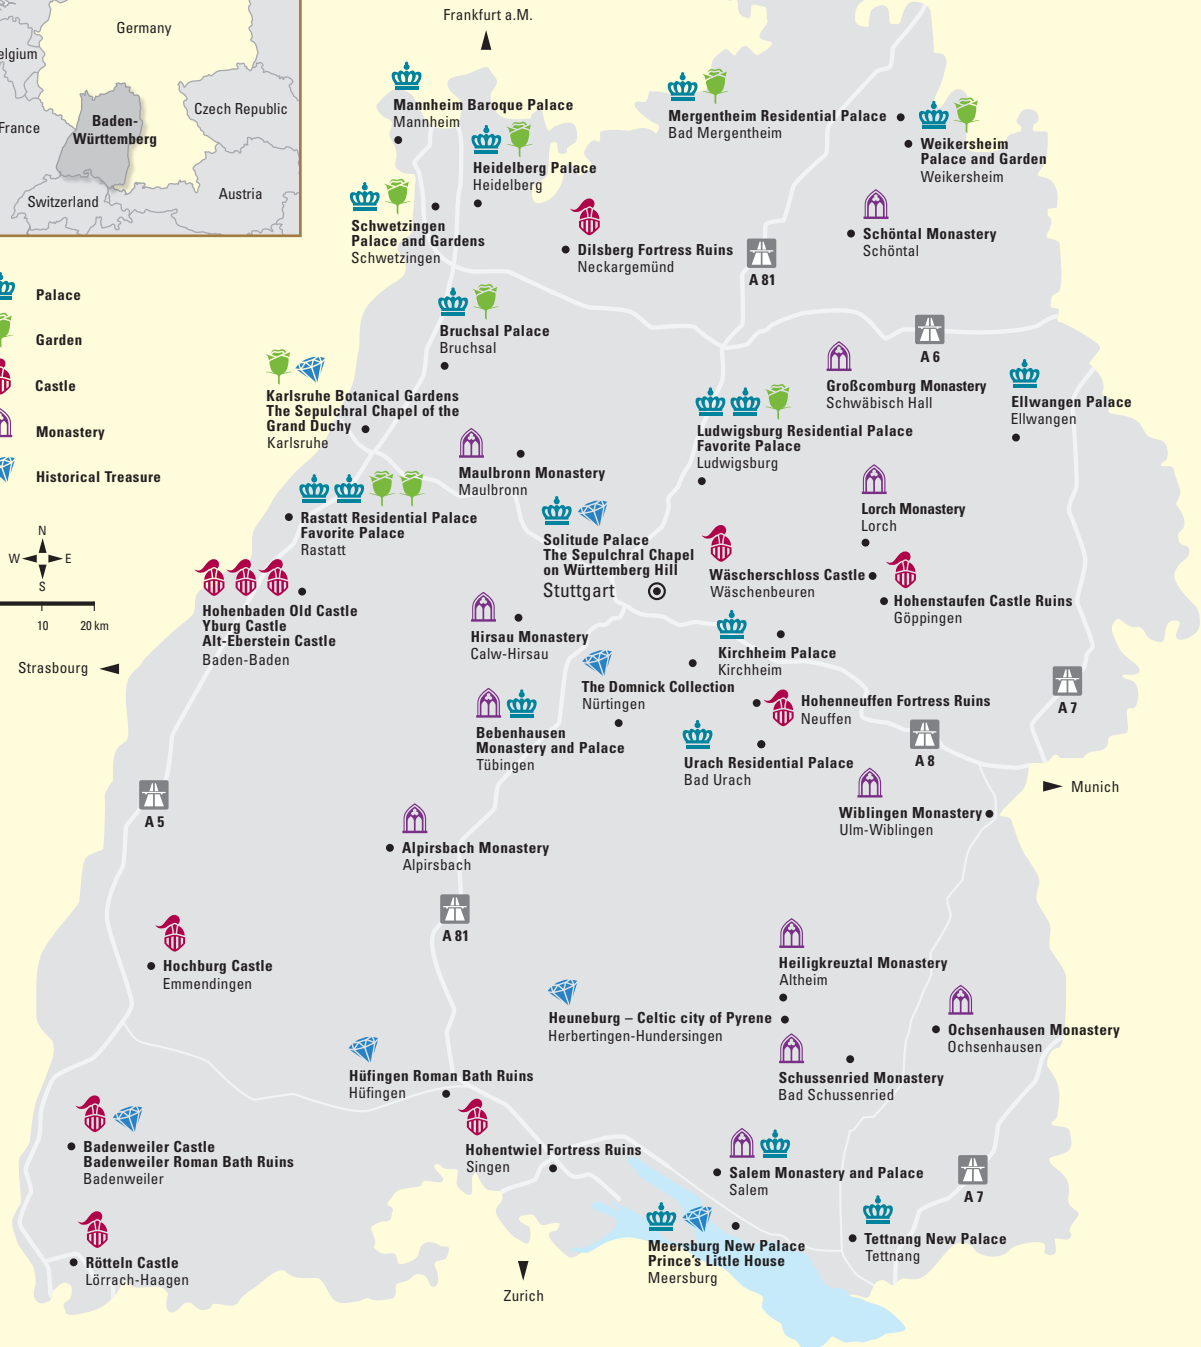 Frankfurt a.M.
Germany
elgium
Czech Republic
France
Baden-
Württemberg
Austria
Switzerland
Mannheim Baroque Palace
Mannheim
Mergentheim Residential Palace
Bad Mergentheim
Weikersheim
Palace and Garden
Weikersheim
Heidelberg Palace
Heidelberg
Schwetzingen
Palace and Gardens
Schwetzingen
Dilsberg Fortress Ruins
Neckargemünd
Schöntal Monastery
Schöntal
A 81
Palace
Garden
Castle
Monastery
Historical Treasure
Bruchsal Palace
Bruchsal
A 6
Großcomburg Monastery
Schwäbisch Hall
Ellwangen Palace
Ellwangen
Karlsruhe Botanical Gardens
The Sepulchral Chapel of the
Grand Duchy
Karlsruhe
Ludwigsburg Residential Palace
Favorite Palace
Ludwigsburg
Maulbronn Monastery
Maulbronn
Lorch Monastery
Lorch
Rastatt Residential Palace
Favorite Palace
Rastatt
Solitude Palace
The Sepulchral Chapel
on Württemberg Hill
Stuttgart
N
W
E
S
10
20 km
Strasbourg
Wäscherschloss Castle
Wäschenbeuren
Hohenstaufen Castle Ruins
Göppingen
Hohenbaden Old Castle
Yburg Castle
Alt-Eberstein Castle
Baden-Baden
Hirsau Monastery
Calw-Hirsau
Kirchheim Palace
Kirchheim
The Domnick Collection
Nürtingen
Hohenneuffen Fortress Ruins
Neuffen
A 7
Bebenhausen
Monastery and Palace
Tübingen
Urach Residential Palace
Bad Urach
A 8
Munich
Wiblingen Monastery
Ulm-Wiblingen
A 5
Alpirsbach Monastery
Alpirsbach
A 81
Hochburg Castle
Emmendingen
Heiligkreuztal Monastery
Altheim
Heuneburg – Celtic city of Pyrene
Herbertingen-Hundersingen
Ochsenhausen Monastery
Ochsenhausen
Schussenried Monastery
Bad Schussenried
Hüfingen Roman Bath Ruins
Hüfingen
Badenweiler Castle
Badenweiler Roman Bath Ruins
Badenweiler
Hohentwiel Fortress Ruins
Singen
Salem Monastery and Palace
Salem
A 7
Meersburg New Palace
Prince's Little House
Meersburg
Tettnang New Palace
Tettnang
Rötteln Castle
Lörrach-Haagen
Zurich